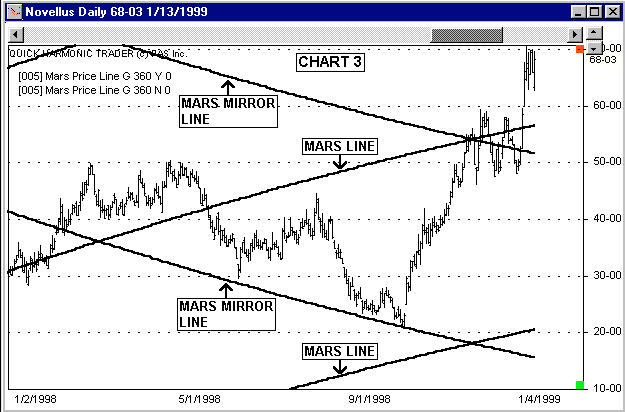 Novellus Daily 68-03 1/13/1999
QUICK HARMONIC TRADER (c) PAS Inc.
[005] Mars Price Line G 360 Y 0
[005] Mars Price Line G 360 N 0
CHART 3
MARS MIRROR
LINE
MARS LINE
MARS MIRROR
LINE
MARS LINE
70-00
68-03
60-00
50-00
40-00
30-00
20-00
10-00
1/2/1998
5/1/1998
9/1/1998
1/4/1999